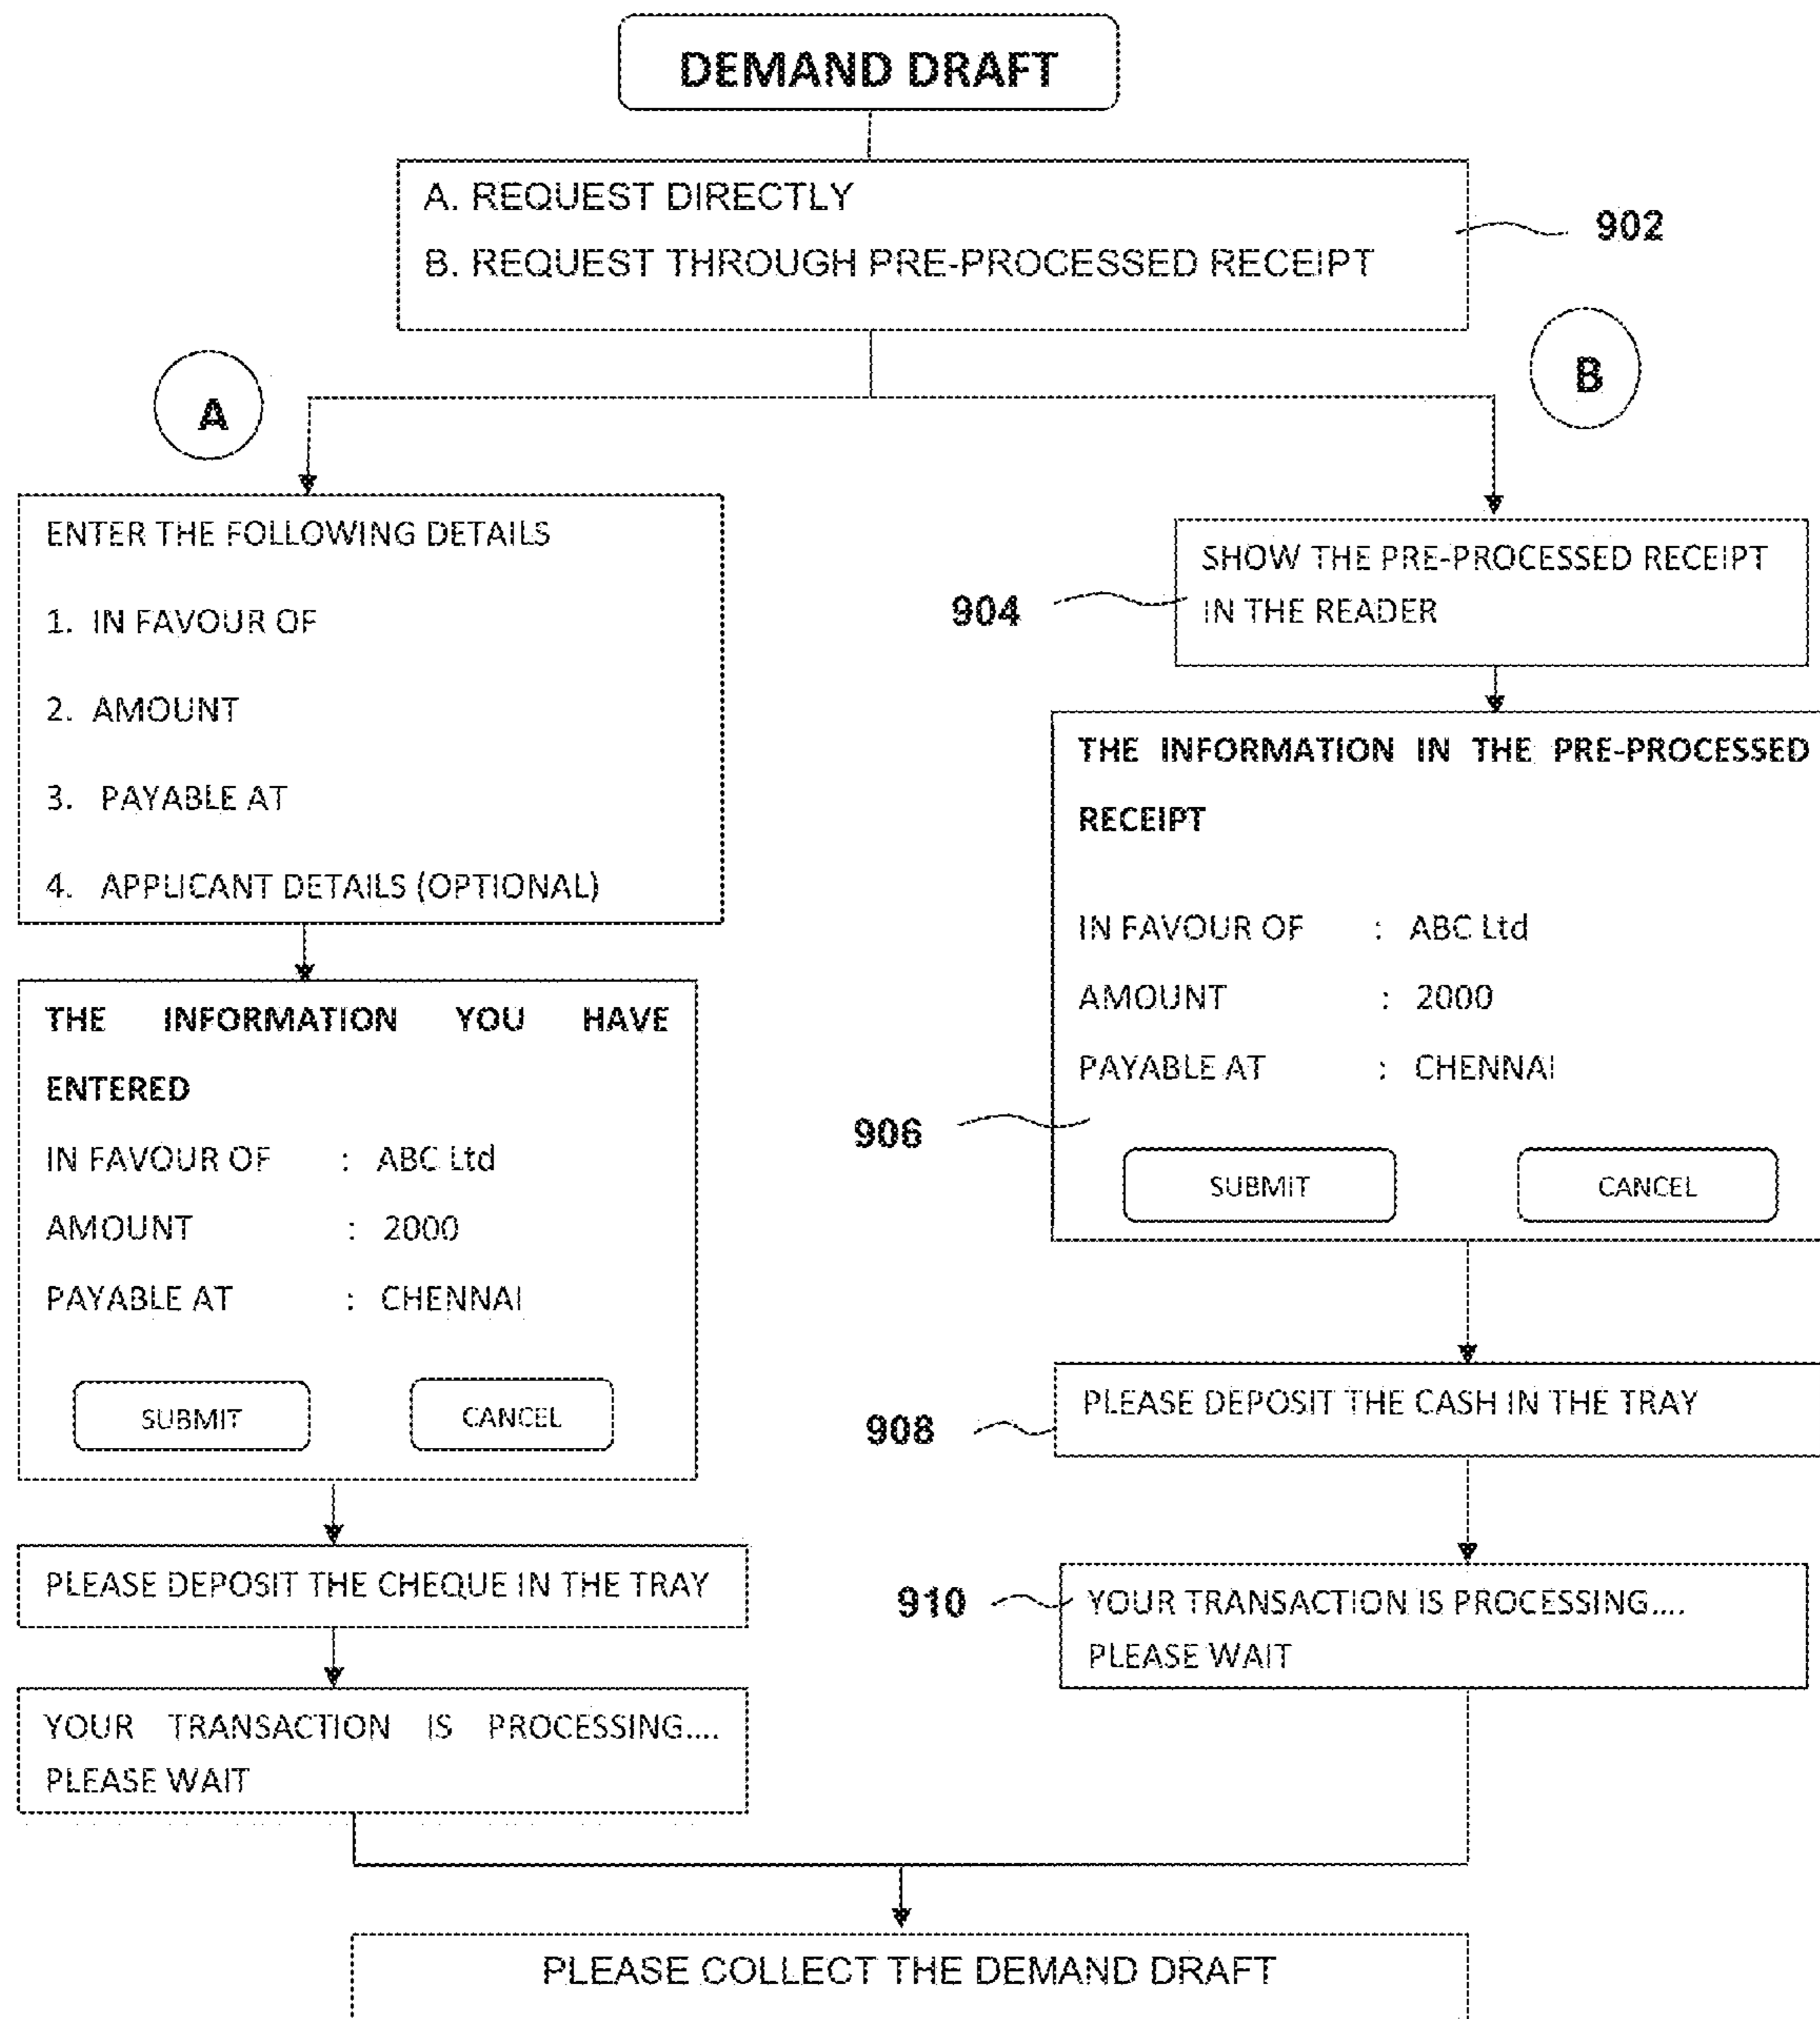 DEMAND DRAFT
A. REQUEST DIRECTLY
B. REQUEST THROUGH PRE-PROCESSED RECEIPT
902
A
B
ENTER THE FOLLOWING DETAILS
1. IN FAVOUR OF
2. AMOUNT
3. PAYABLE AT
4. APPLICANT DETAILS (OPTIONAL)
THE INFORMATION YOU HAVE
ENTERED
IN FAVOUR OF : ABC Ltd
AMOUNT : 2000
PAYABLE AT : CHENNAI
SUBMIT CANCEL
PLEASE DEPOSIT THE CHEQUE IN THE TRAY
YOUR TRANSACTION IS PROCESSING....
PLEASE WAIT
SHOW THE PRE-PROCESSED RECEIPT
IN THE READER
904
THE INFORMATION IN THE PRE-PROCESSED
RECEIPT
IN FAVOUR OF : ABC Ltd
AMOUNT : 2000
PAYABLE AT : CHENNAI
906
SUBMIT CANCEL
PLEASE DEPOSIT THE CASH IN THE TRAY
908
910
YOUR TRANSACTION IS PROCESSING....
PLEASE WAIT
PLEASE COLLECT THE DEMAND DRAFT